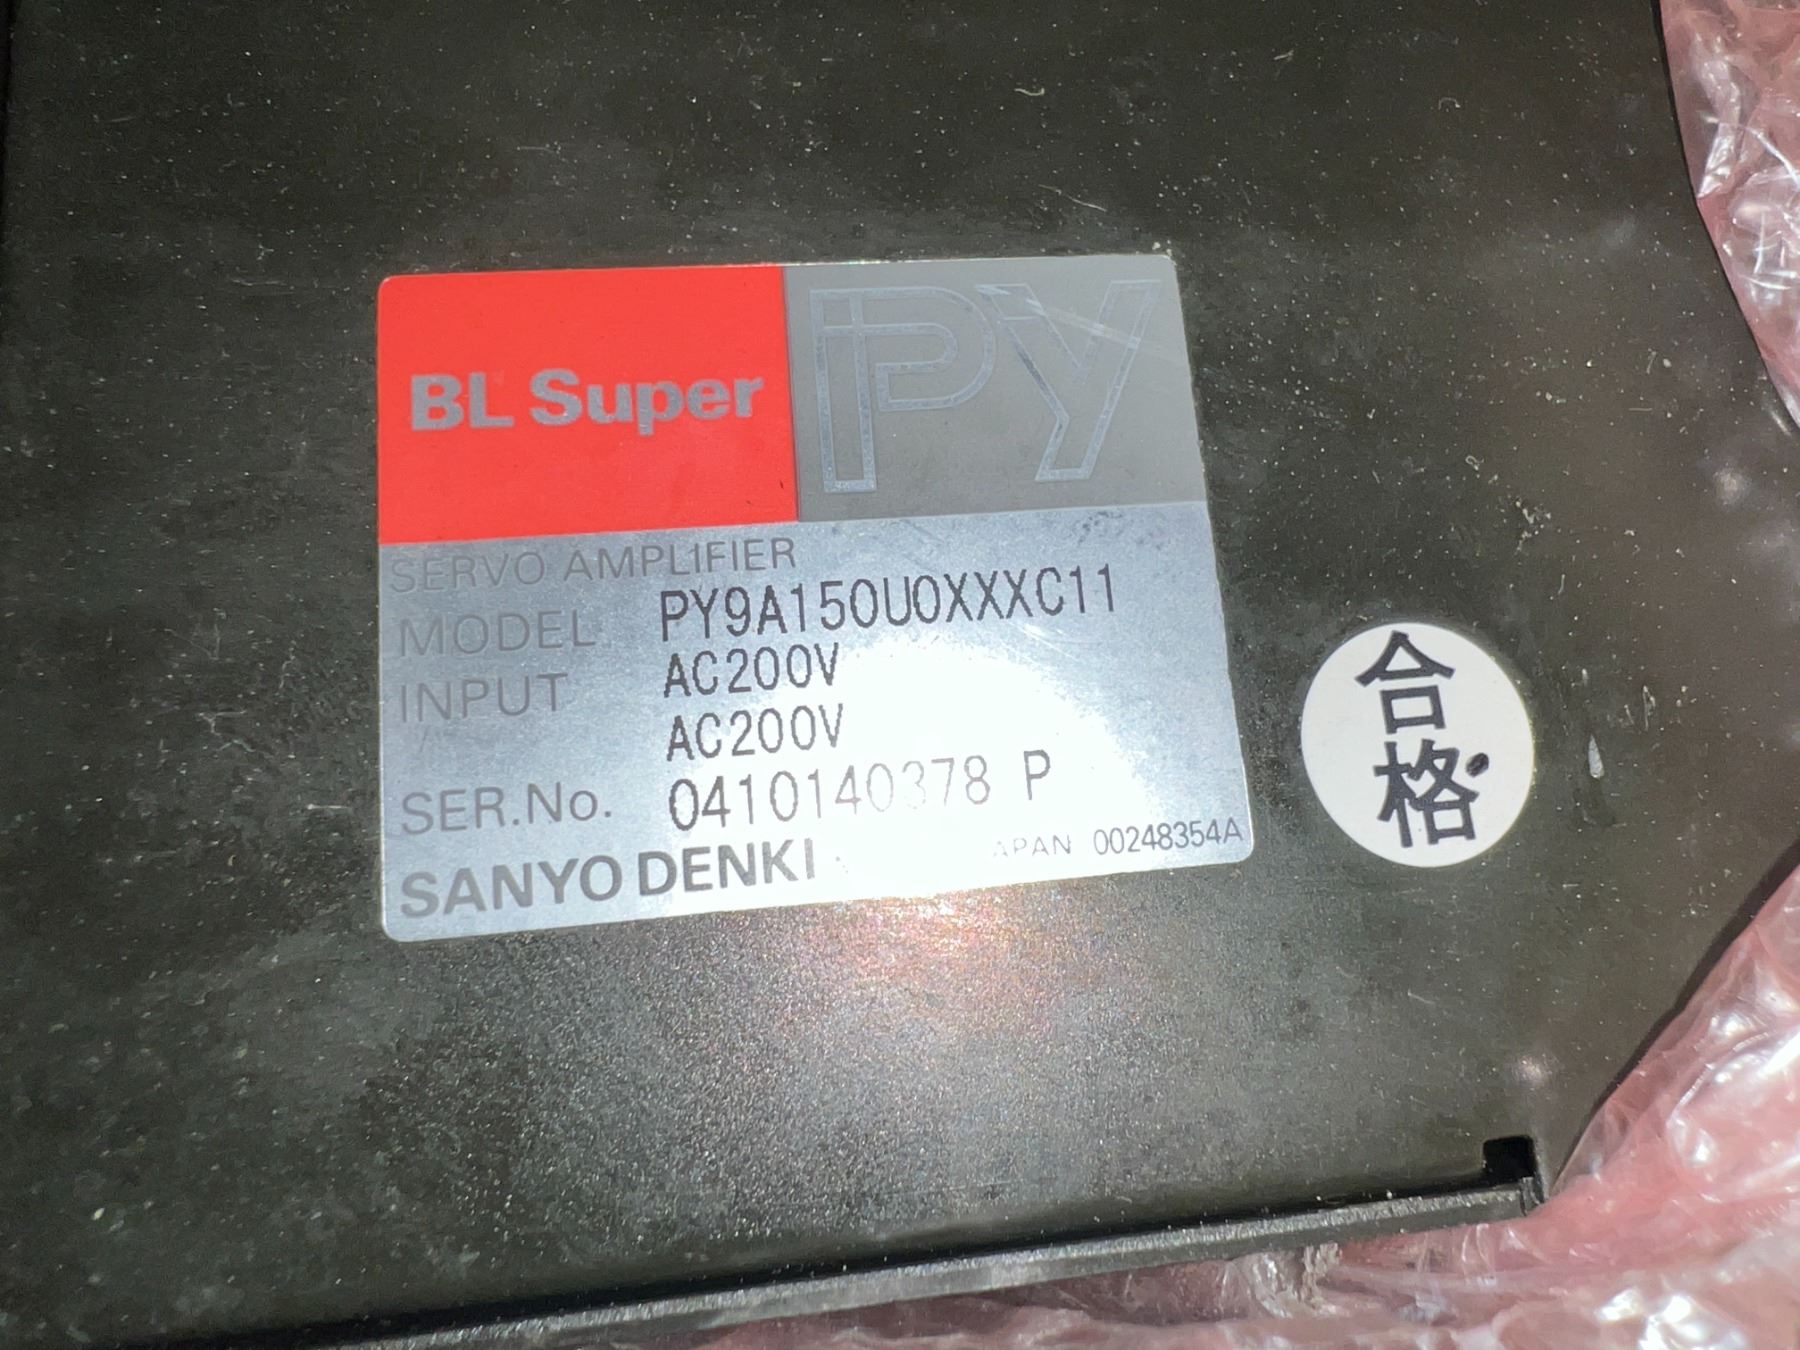 BL Super PY
SERVO AMPLIFIER
MODEL PY9A150U0XXXC11
INPUT AC200V
AC200V
SER.No. 0410140378 P
SANYO DENKI APAN 00248354A
合格